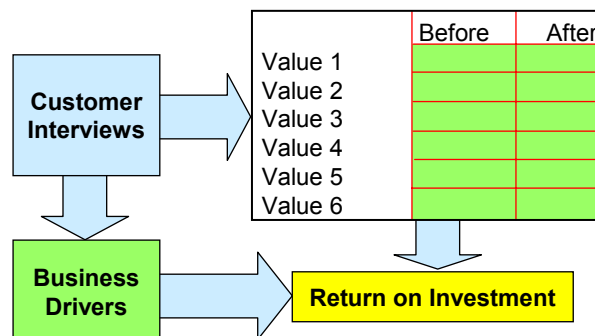 Before After
Customer
Interviews
Value 1
Value 2
Value 3
Value 4
Value 5
Value 6
Business
Drivers
Return on Investment